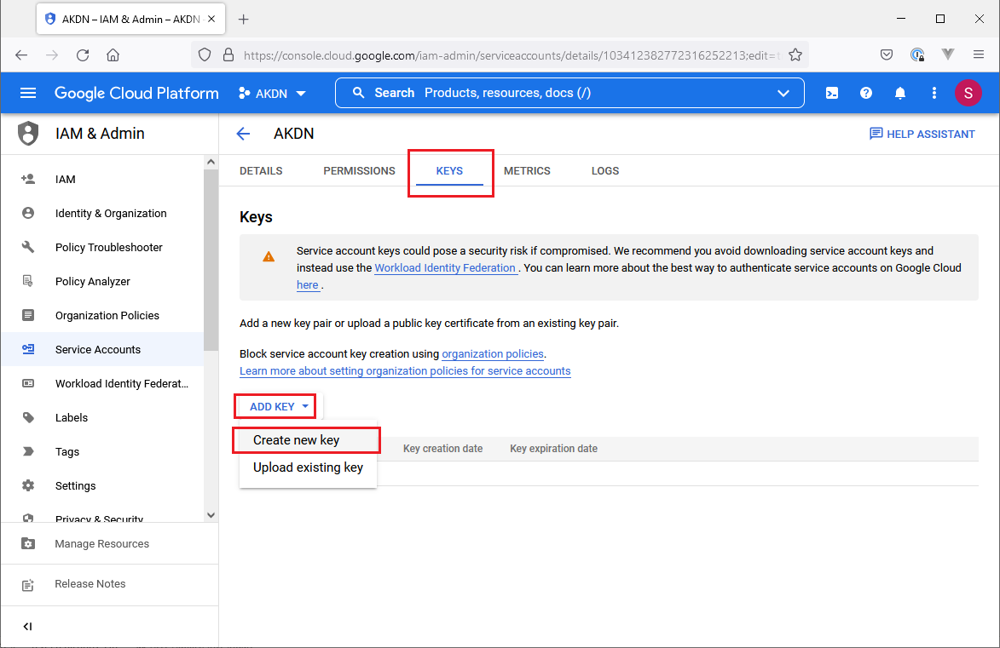 AKDN – IAM & Admin – AKDN
https://console.cloud.google.com/iam-admin/serviceaccounts/details/103412382772316252213;edit=
Google Cloud Platform
AKDN
Search Products, resources, docs (/)
S
IAM & Admin
AKDN
HELP ASSISTANT
DETAILS
PERMISSIONS
KEYS
METRICS
LOGS
IAM
Identity & Organization
Policy Troubleshooter
Policy Analyzer
Organization Policies
Service Accounts
Workload Identity Federat...
Labels
Tags
Settings
Privacy & Security
Manage Resources
Release Notes
Keys
Service account keys could pose a security risk if compromised. We recommend you avoid downloading service account keys and
instead use the Workload Identity Federation . You can learn more about the best way to authenticate service accounts on Google Cloud
here .
Add a new key pair or upload a public key certificate from an existing key pair.
Block service account key creation using organization policies.
Learn more about setting organization policies for service accounts
ADD KEY
Create new key
Upload existing key
Key creation date
Key expiration date